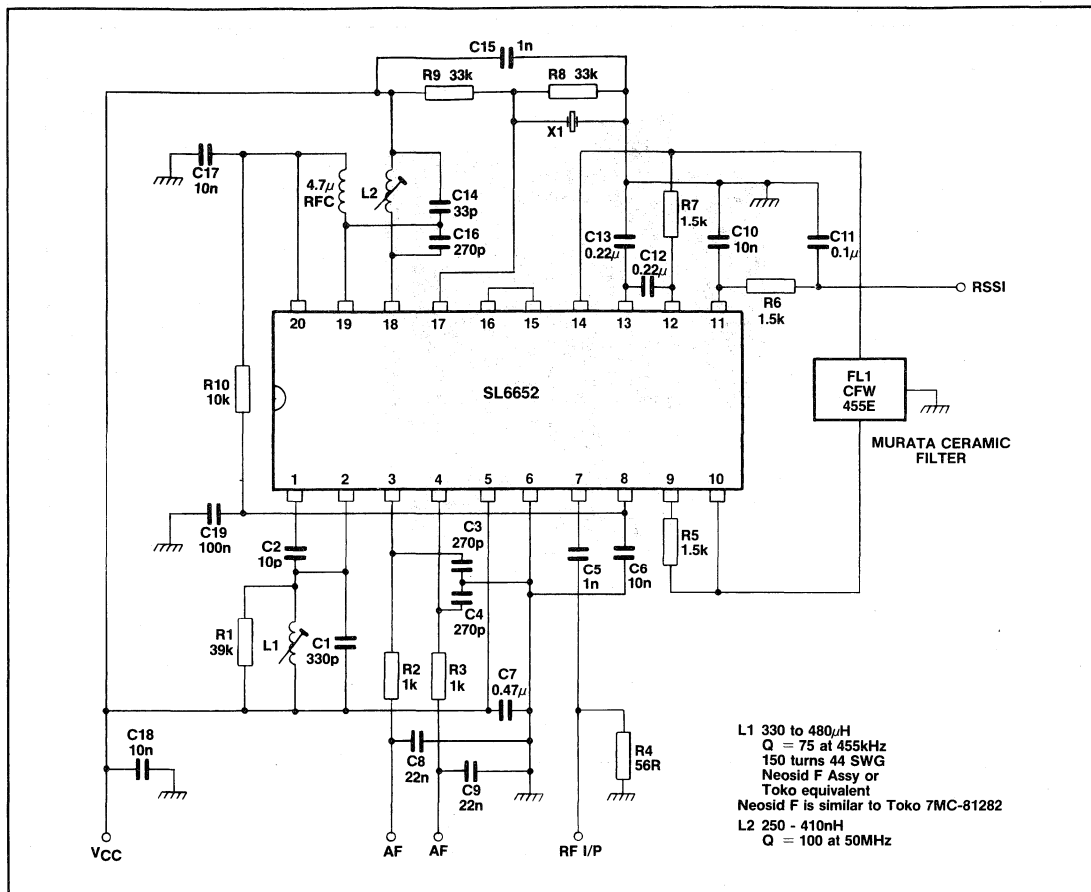 C15
1n
R9 33k
R8 33k
X1
C17
10n
4.7μ
RFC
L2
C14
33p
C16
270p
R7
1.5k
C13
0.22μ
C12
0.22μ
C10
10n
C11
0.1μ
R6
1.5k
RSSI
20
19
18
17
16
15
14
13
12
11
R10
10k
SL6652
FL1
CFW
455E
MURATA CERAMIC
FILTER
1
2
3
4
5
6
7
8
9
10
C19
100n
C2
10p
R1
39k
L1
C1
330p
C3
270p
C4
270p
R2
1k
R3
1k
C5
1n
C6
10n
R5
1.5k
C7
0.47μ
C18
10n
C8
22n
C9
22n
R4
56R
VCC
AF
AF
RF I/P
L1 330 to 480μH
Q = 75 at 455kHz
150 turns 44 SWG
Neosid F Assy or
Toko equivalent
Neosid F is similar to Toko 7MC-81282
L2 250 - 410nH
Q = 100 at 50MHz